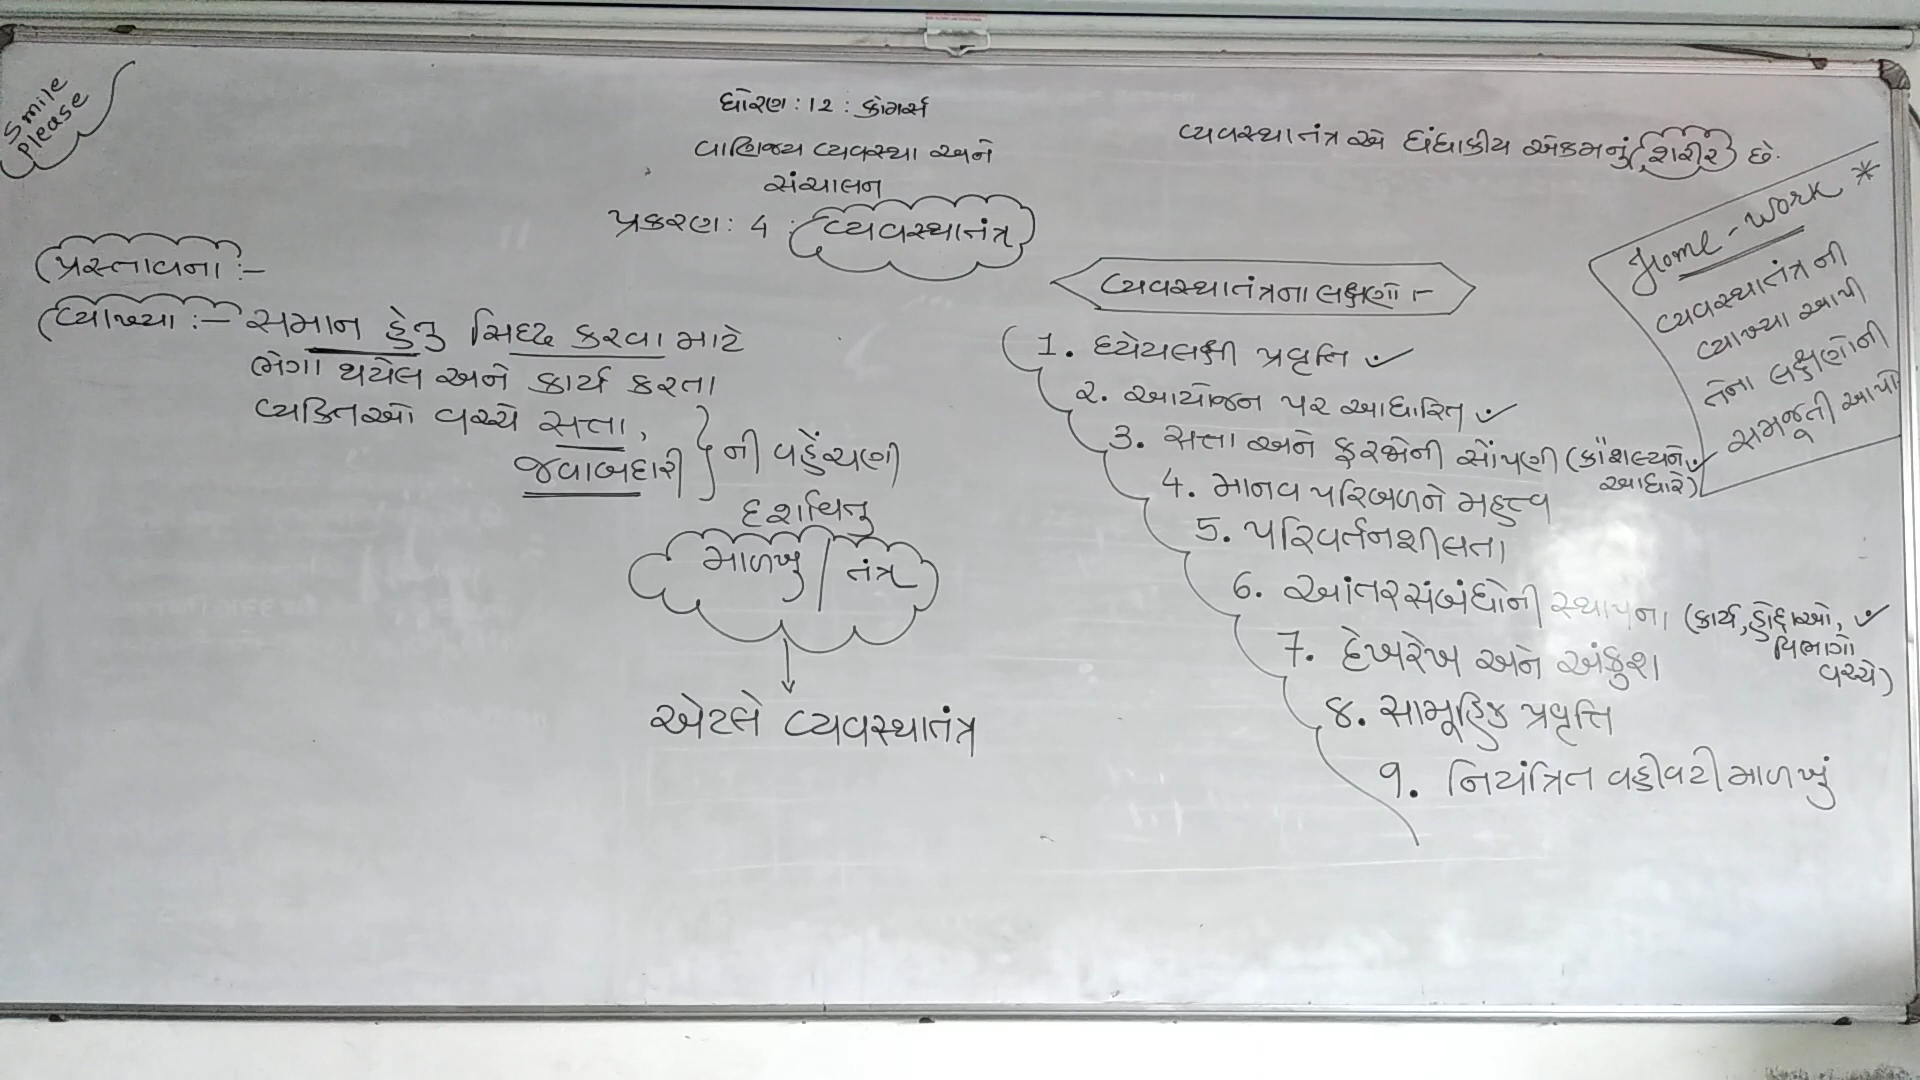 Smile
please
ધોરણ : 12 : કોમર્સ
વાણિજ્ય વ્યવસ્થા અને
સંચાલન
પ્રકરણ : 4 : વ્યવસ્થાતંત્ર
પ્રસ્તાવના :-
વ્યાખ્યા :- સમાન હેતુ સિદ્ધ કરવા માટે
ભેગા થયેલ અને કાર્ય કરતા
વ્યક્તિઓ વચ્ચે સત્તા,
જવાબદારી } ની વહેંચણી
દર્શાવતુ
માળખુ / તંત્ર
એટલે વ્યવસ્થાતંત્ર
વ્યવસ્થાતંત્ર એ ધંધાકીય એકમનું શરીર છે.
વ્યવસ્થાતંત્રના લક્ષણો :-
1. ધ્યેયલક્ષી પ્રવૃત્તિ ✓
2. આયોજન પર આધારિત ✓
3. સત્તા અને ફરજોની સોંપણી (કૌશલ્યને ✓
આધારે)
4. માનવ પરિબળને મહત્ત્વ
5. પરિવર્તનશીલતા
6. આંતરસંબંધોની સ્થાપના (કાર્ય, હોદ્દાઓ, ✓
વિભાગો
વચ્ચે)
7. દેખરેખ અને અંકુશ
8. સામૂહિક પ્રવૃત્તિ
9. નિયંત્રિત વહીવટી માળખું
Home-Work *
વ્યવસ્થાતંત્રની
વ્યાખ્યા આપી
તેના લક્ષણોની
સમજૂતી આપો